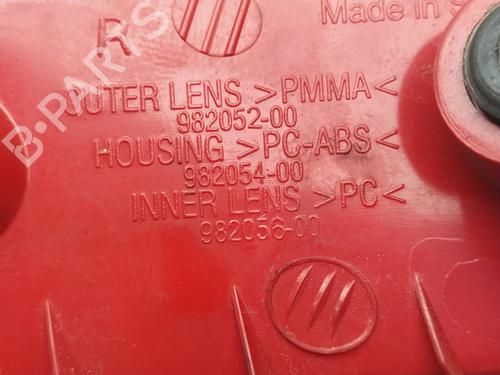 R
Made in S
OUTER LENS >PMMA<
982052-00
HOUSING >PC-ABS<
982054-00
INNER LENS >PC<
982056-00
B-PARTS